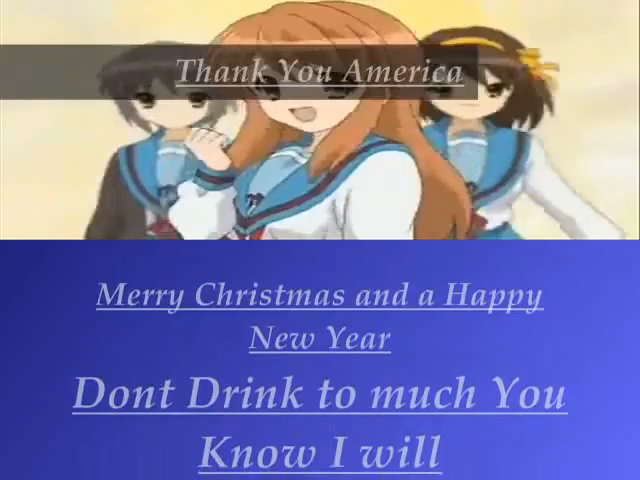 Thank You America
Merry Christmas and a Happy
New Year
Dont Drink to much You
Know I will